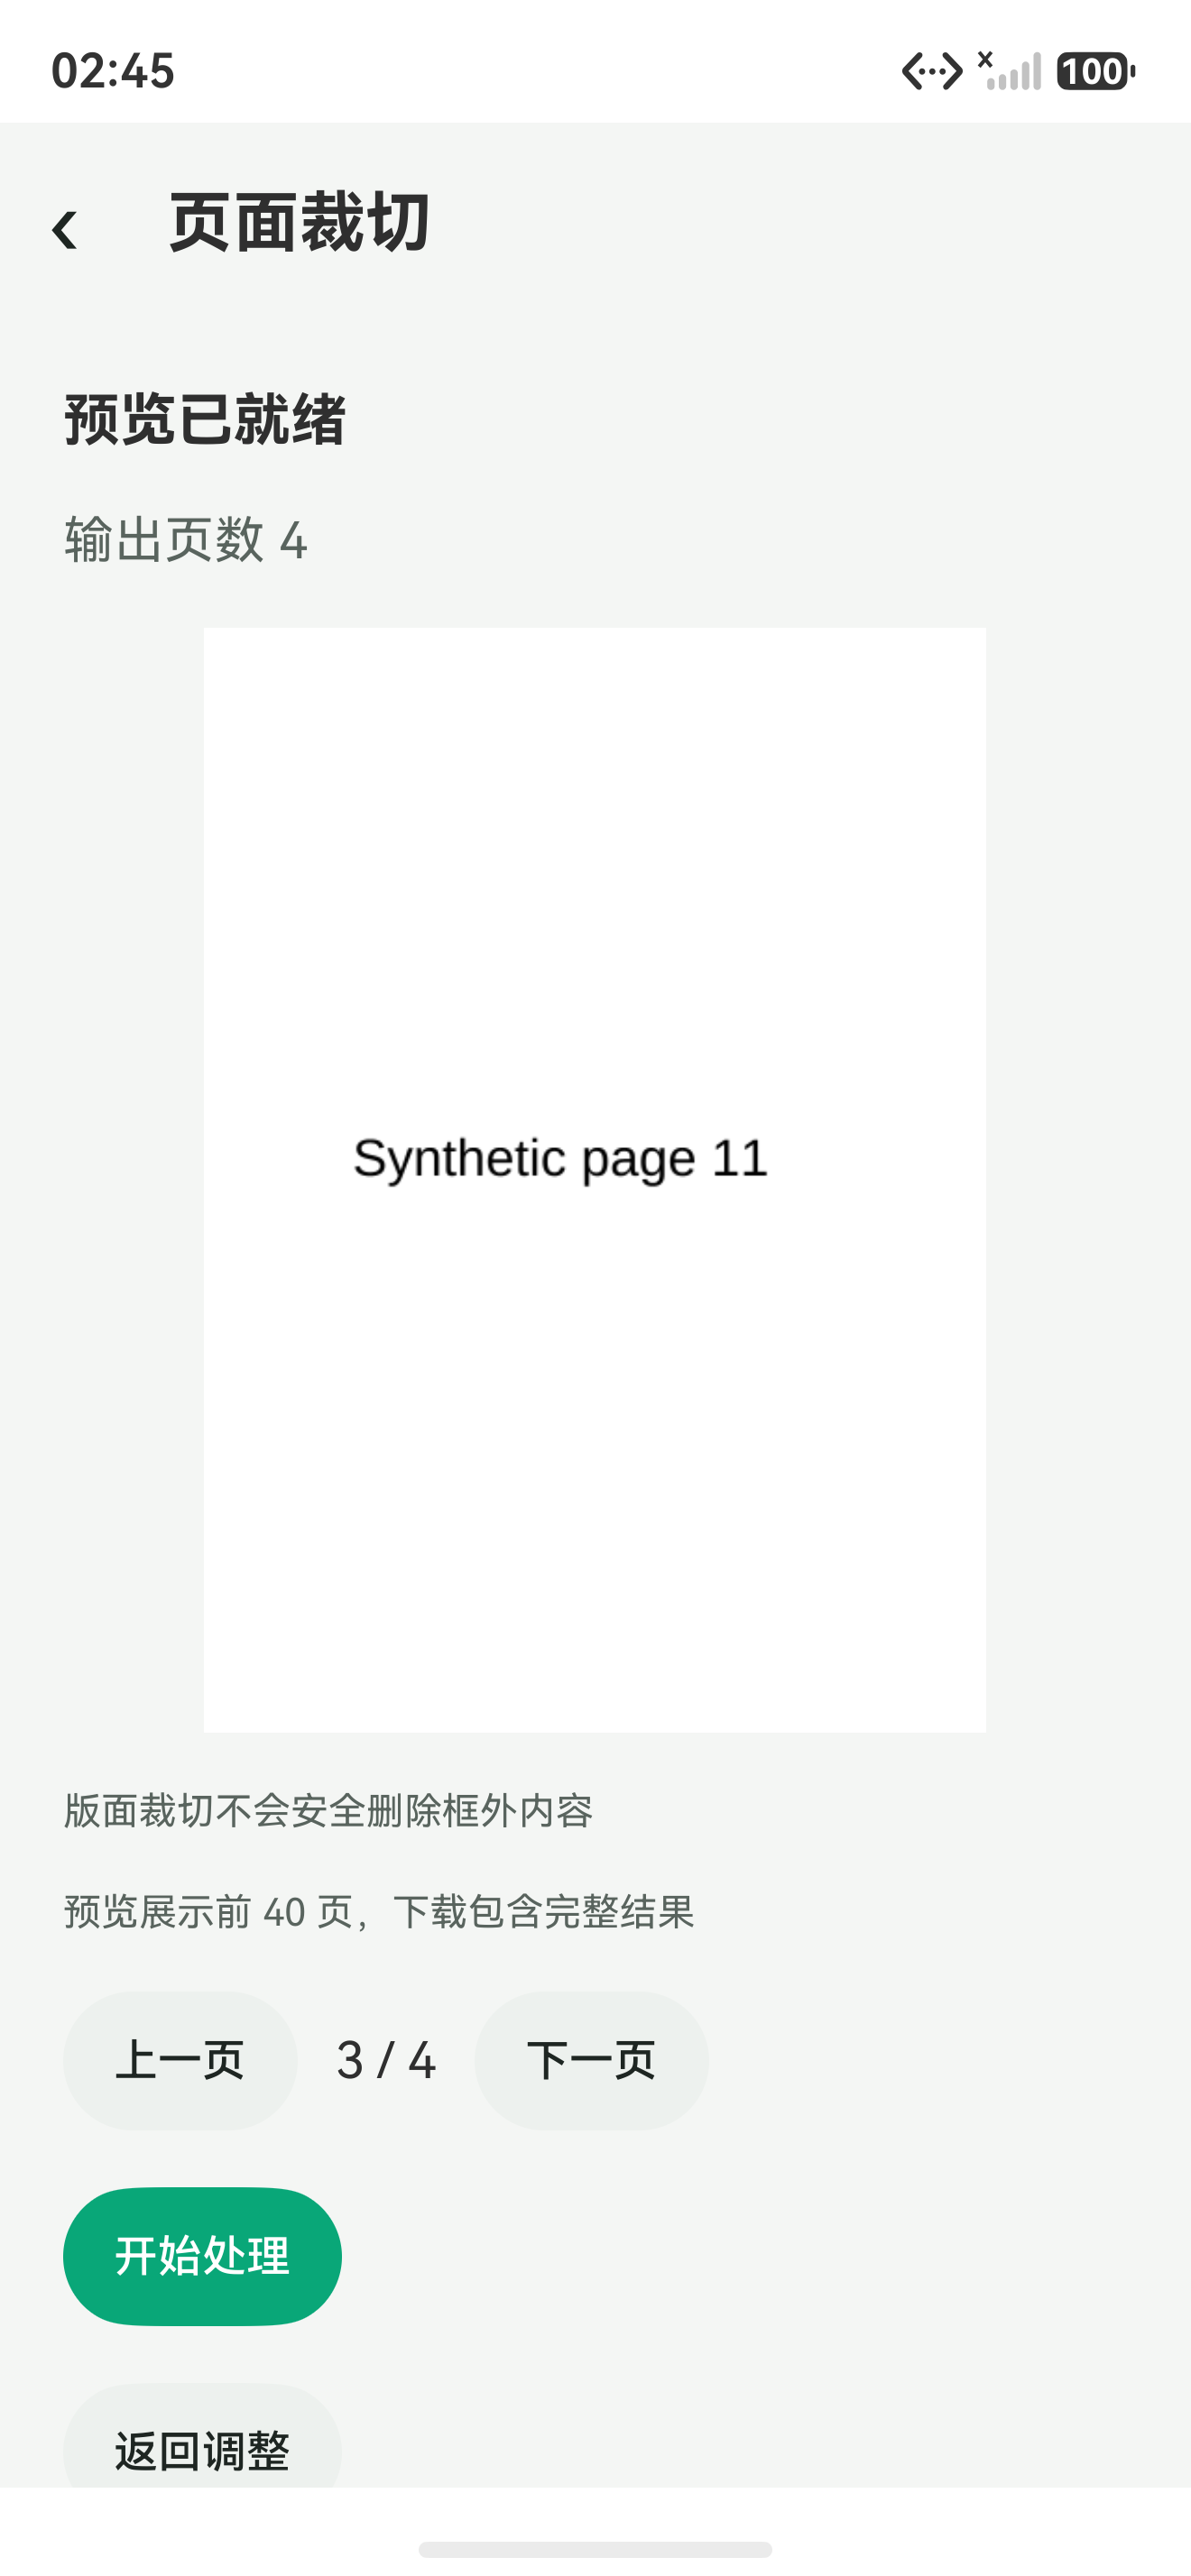 02:45
100
页面裁切
预览已就绪
输出页数 4
Synthetic page 11
版面裁切不会安全删除框外内容
预览展示前 40 页，下载包含完整结果
上一页 3 / 4 下一页
开始处理
返回调整